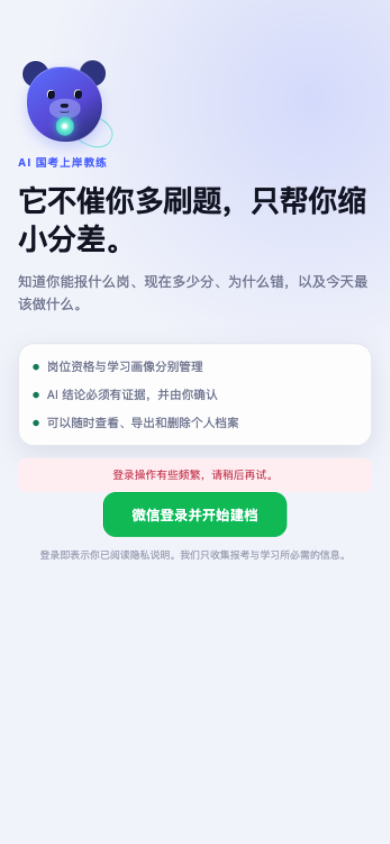 AI 国考上岸教练
它不催你多刷题，只帮你缩
小分差。
知道你能报什么岗、现在多少分、为什么错，以及今天最
该做什么。
岗位资格与学习画像分别管理
AI 结论必须有证据，并由你确认
可以随时查看、导出和删除个人档案
登录操作有些频繁，请稍后再试。
微信登录并开始建档
登录即表示你已阅读隐私说明。我们只收集报考与学习所必需的信息。